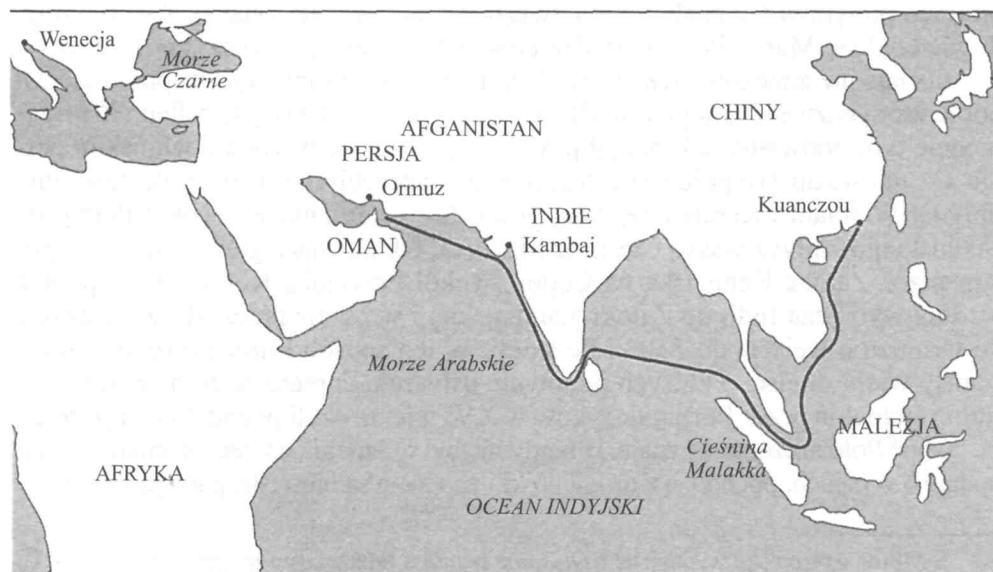 Wenecja
Morze
Czarne
CHINY
AFGANISTAN
PERSJA
Ormuz
Kuanczou
INDIE
OMAN
Kambaj
Morze Arabskie
MALEZJA
Cieśnina
Malakka
AFRYKA
OCEAN INDYJSKI